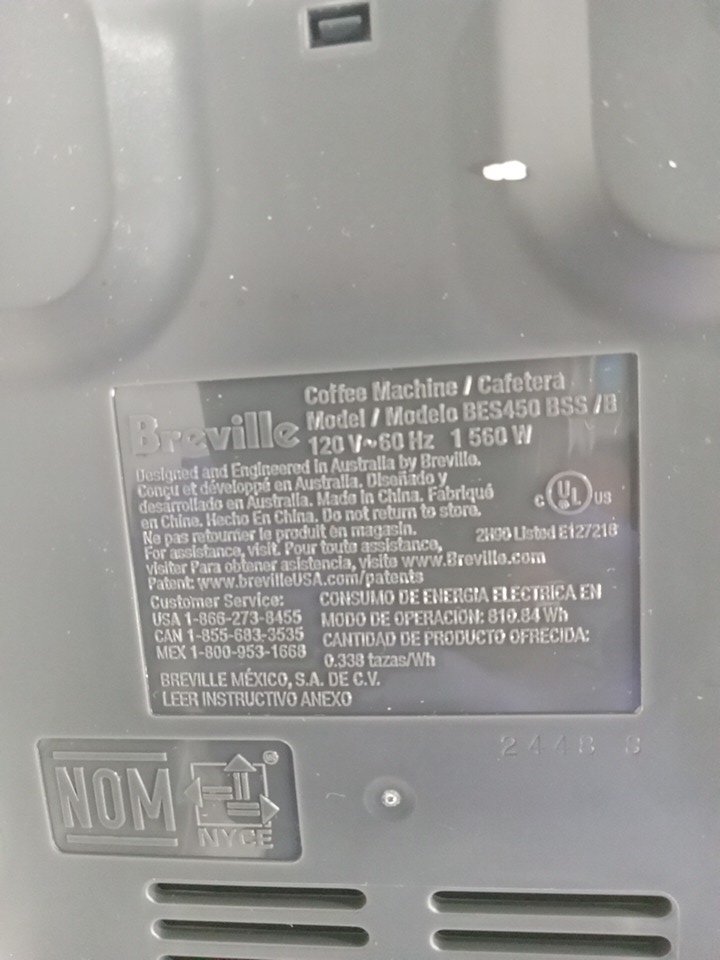 Coffee Machine / Cafetera
Breville
Model / Modelo BES450 BSS /B
120 V~60 Hz 1 560 W
Designed and Engineered in Australia by Breville.
Conçu et développé en Australia. Diseñado y
desarrollado en Australia. Made in China. Fabriqué
en Chine. Hecho En China. Do not return to store.
Ne pas retourner le produit en magasin.
For assistance, visit. Pour toute assistance,
visiter Para obtener asistencia, visite www.Breville.com
Patent: www.brevilleUSA.com/patents
C UL US
2H96 Listed E127218
Customer Service:
USA 1-866-273-8455
CAN 1-855-683-3535
MEX 1-800-953-1668
CONSUMO DE ENERGIA ELECTRICA EN
MODO DE OPERACIÓN: 810.84 Wh
CANTIDAD DE PRODUCTO OFRECIDA:
0.338 tazas/Wh
BREVILLE MÉXICO, S.A. DE C.V.
LEER INSTRUCTIVO ANEXO
2448
NOM
NYCE
®